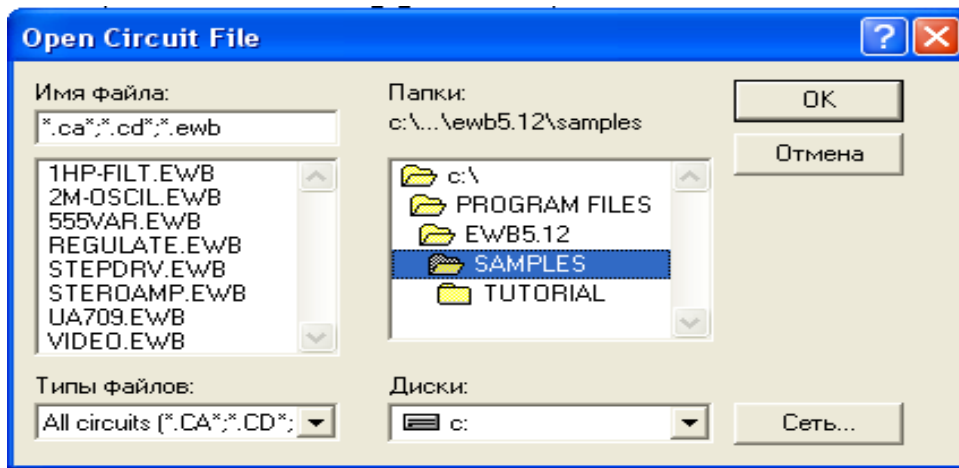 Open Circuit File
Имя файла:
*.ca*;*.cd*;*.ewb
1HP-FILT.EWB
2M-OSCIL.EWB
555VAR.EWB
REGULATE.EWB
STEPDRV.EWB
STEROAMP.EWB
UA709.EWB
VIDEO.EWB
Типы файлов:
All circuits (*.CA*;*.CD*;
Папки:
c:\...\ewb5.12\samples
c:\
PROGRAM FILES
EWB5.12
SAMPLES
TUTORIAL
Диски:
c:
OK
Отмена
Сеть...